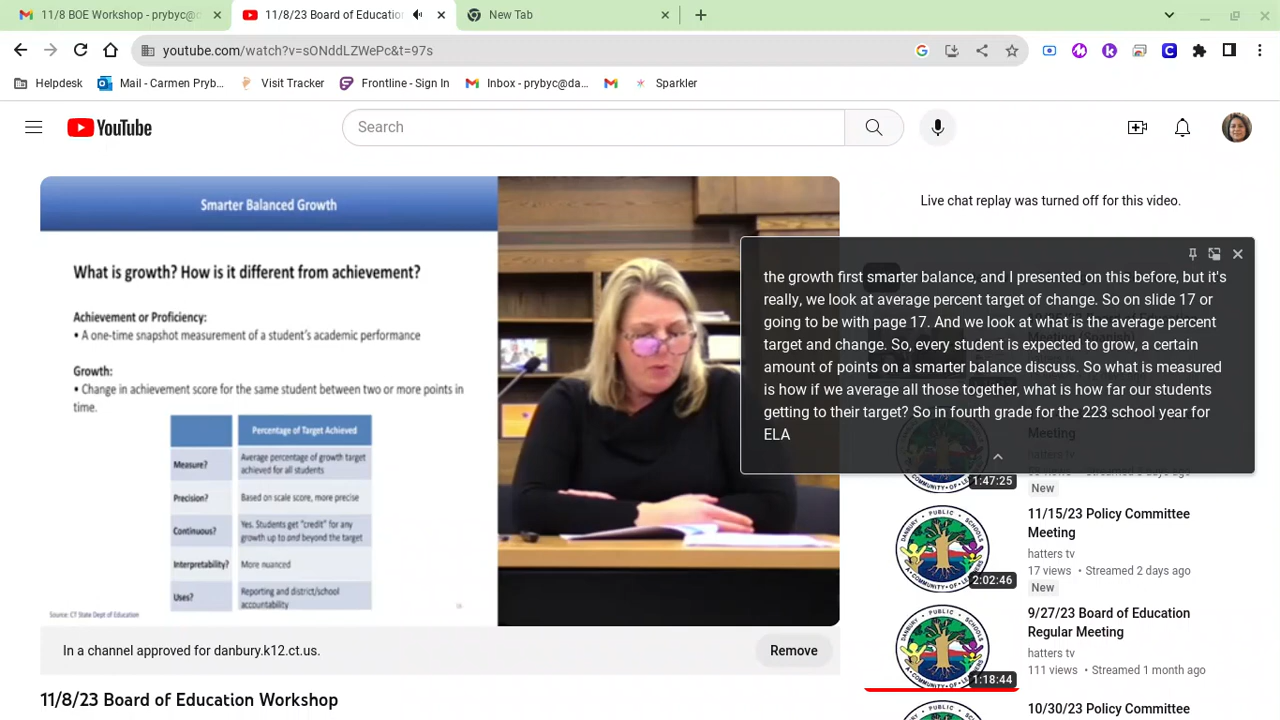 11/8 BOE Workshop - prybyc@d
11/8/23 Board of Education
New Tab
youtube.com/watch?v=sONddLZWePc&t=97s
Helpdesk
Mail - Carmen Pryb...
Visit Tracker
Frontline - Sign In
Inbox - prybyc@da...
Sparkler
YouTube
Search
Smarter Balanced Growth
What is growth? How is it different from achievement?
Achievement or Proficiency:
• A one-time snapshot measurement of a student's academic performance
Growth:
• Change in achievement score for the same student between two or more points in
time.
Percentage of Target Achieved
Measure?
Average percentage of growth target
achieved for all students
Precision?
Based on scale score, more precise
Continuous?
Yes. Students get "credit" for any
growth up to and beyond the target
Interpretability?
More nuanced
Uses?
Reporting and district/school
accountability
Source: CT State Dept of Education
Live chat replay was turned off for this video.
the growth first smarter balance, and I presented on this before, but it's
really, we look at average percent target of change. So on slide 17 or
going to be with page 17. And we look at what is the average percent
target and change. So, every student is expected to grow, a certain
amount of points on a smarter balance discuss. So what is measured
is how if we average all those together, what is how far our students
getting to their target? So in fourth grade for the 223 school year for
ELA
Meeting
hatters tv
1:47:25
New
11/15/23 Policy Committee
Meeting
hatters tv
17 views • Streamed 2 days ago
2:02:46
New
9/27/23 Board of Education
Regular Meeting
hatters tv
111 views • Streamed 1 month ago
1:18:44
10/30/23 Policy Committee
In a channel approved for danbury.k12.ct.us.
Remove
11/8/23 Board of Education Workshop